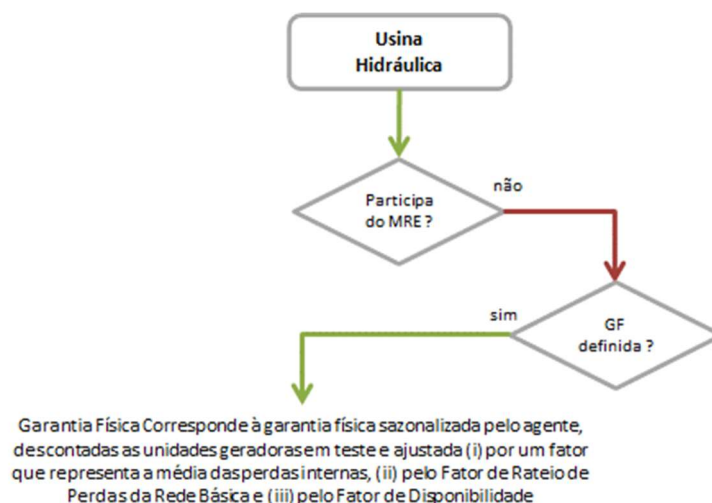 Usina
Hidráulica
Participa
do MRE ?
não
sim
GF
definida ?
Garantia Física Corresponde à garantia física sazonalizada pelo agente,
descontadas as unidades geradoras em teste e ajustada (i) por um fator
que representa a média das perdas internas, (ii) pelo Fator de Rateio de
Perdas da Rede Básica e (iii) pelo Fator de Disponibilidade